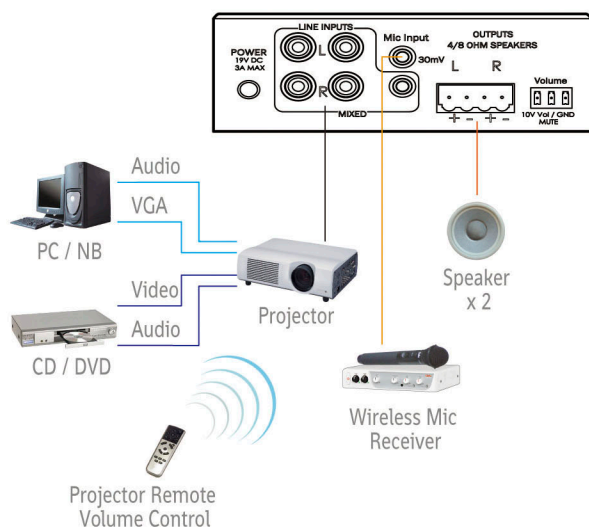 LINE INPUTS
L
R
MIXED
POWER
19V DC
3A MAX
Mic Input
30mV
OUTPUTS
4/8 OHM SPEAKERS
L R
+ - + -
Volume
10V Vol / GND
MUTE
Audio
VGA
PC / NB
Video
Audio
CD / DVD
Projector
Speaker
x 2
Wireless Mic
Receiver
Projector Remote
Volume Control